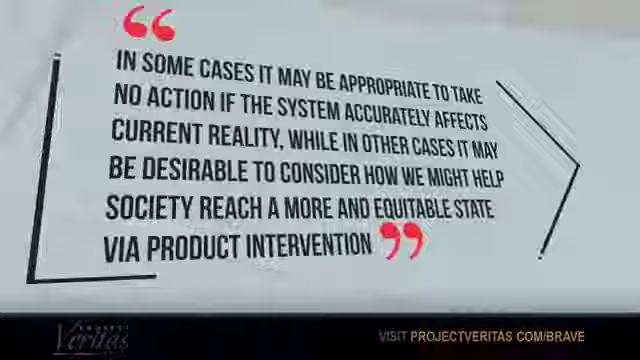 “
IN SOME CASES IT MAY BE APPROPRIATE TO TAKE
NO ACTION IF THE SYSTEM ACCURATELY AFFECTS
CURRENT REALITY, WHILE IN OTHER CASES IT MAY
BE DESIRABLE TO CONSIDER HOW WE MIGHT HELP
SOCIETY REACH A MORE AND EQUITABLE STATE
VIA PRODUCT INTERVENTION ”
PROJECT
Veritas
VISIT PROJECTVERITAS.COM/BRAVE